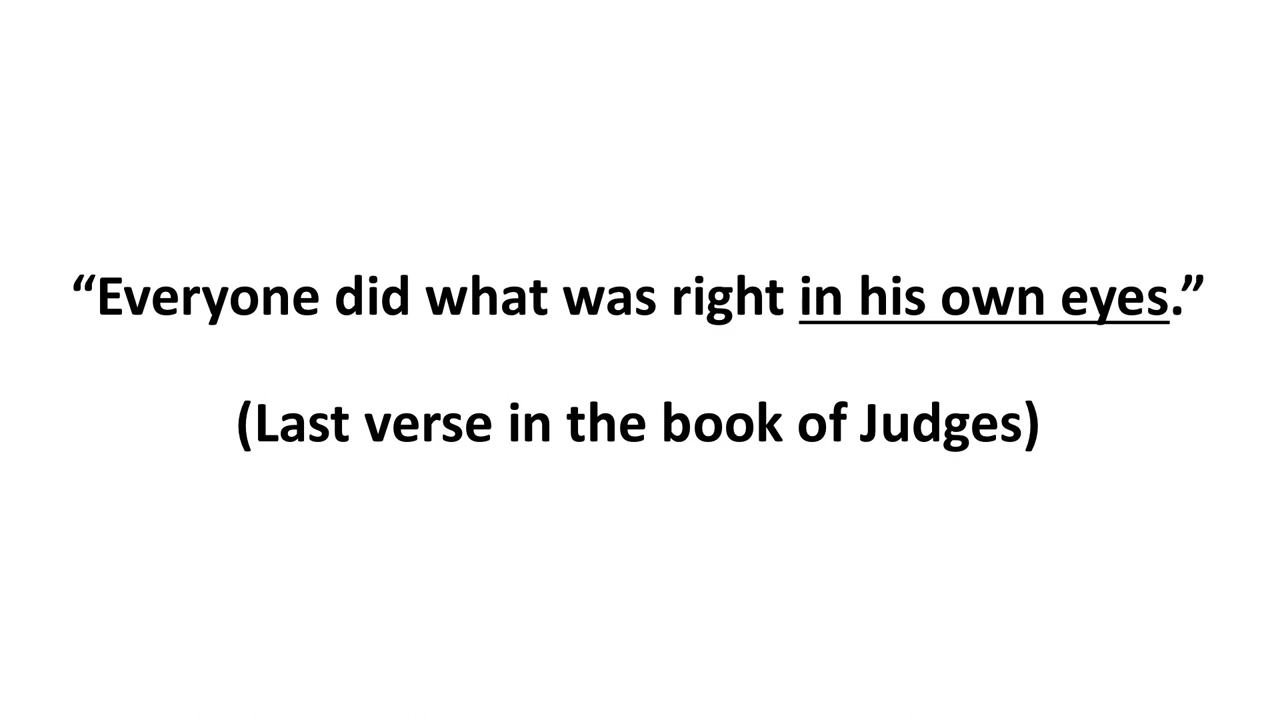 “Everyone did what was right in his own eyes.”
(Last verse in the book of Judges)